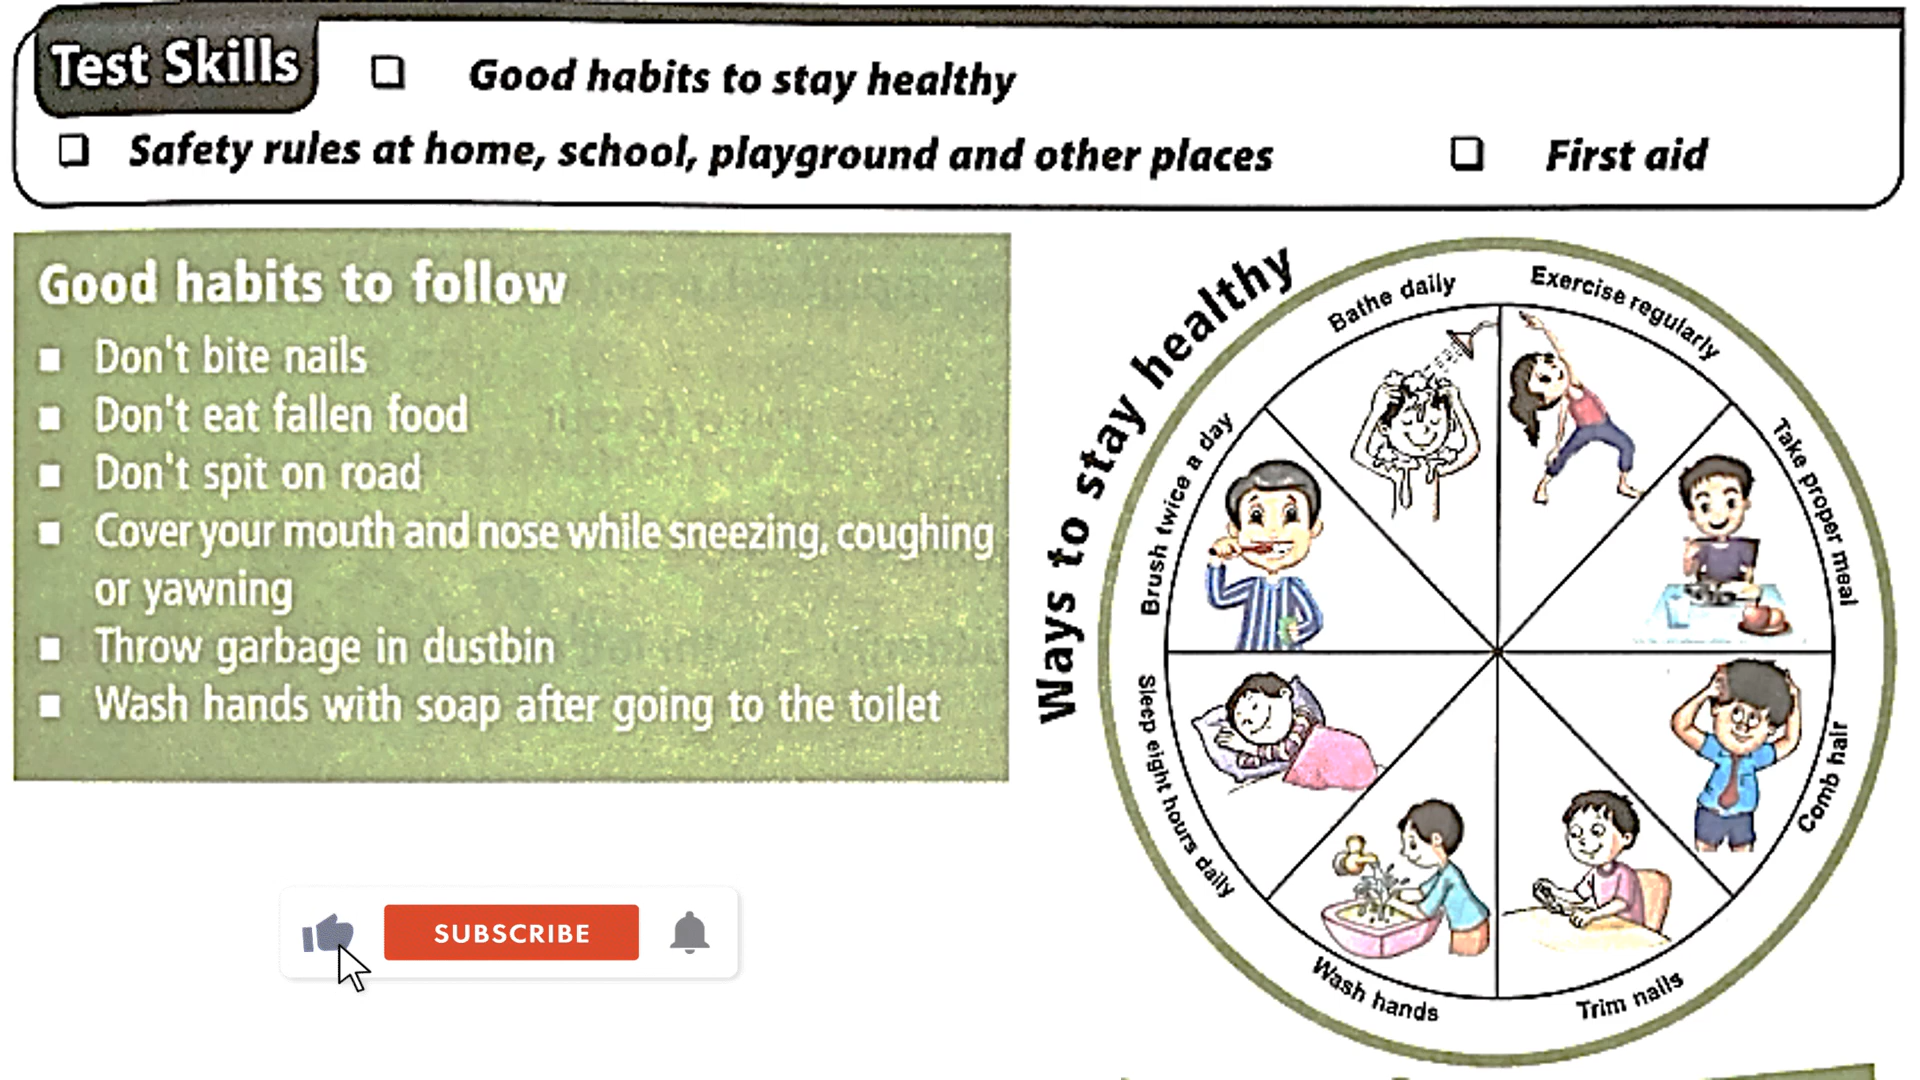 Test Skills
❑ Good habits to stay healthy
❑ Safety rules at home, school, playground and other places ❑ First aid
Good habits to follow
■ Don't bite nails
■ Don't eat fallen food
■ Don't spit on road
■ Cover your mouth and nose while sneezing, coughing
or yawning
■ Throw garbage in dustbin
■ Wash hands with soap after going to the toilet
Ways to stay healthy
Bathe daily
Exercise regularly
Take proper meal
Comb hair
Trim nails
Wash hands
Sleep eight hours daily
Brush twice a day
SUBSCRIBE